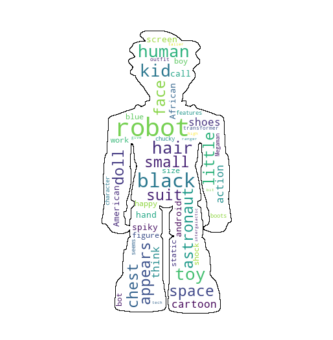 screen
human
outfit
boy
kid
call
face
African
features
blue
robot
shoes
transformer
work
chucky
Megaman
hair
little
small
doll
size
action
character
black
American
suit
happy
astronaut
android
hand
boots
spiky
figure
static
shock
seems
think
appears
chest
toy
space
bot
cartoon